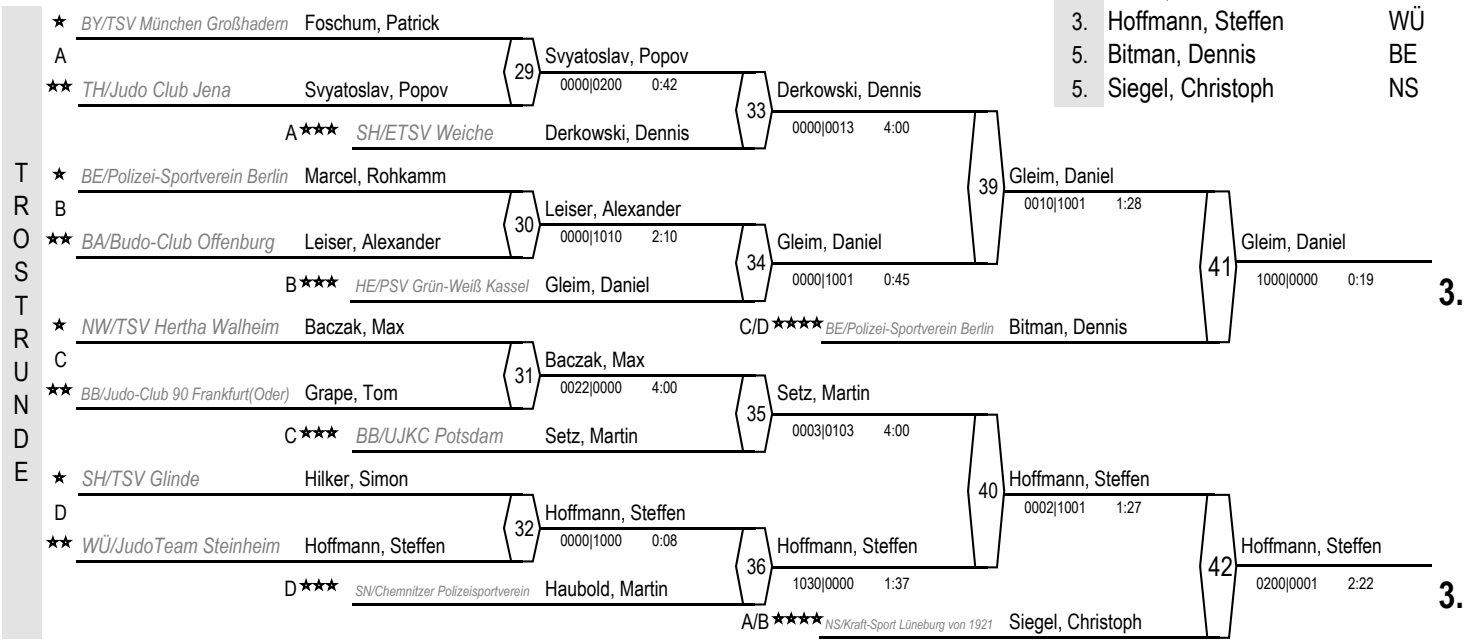 3. Hoffmann, Steffen WÜ
5. Bitman, Dennis BE
5. Siegel, Christoph NS
TROSTRUNDE
BY/TSV München Großhadern Foschum, Patrick
A
29 Svyatoslav, Popov
0000|0200 0:42
TH/Judo Club Jena Svyatoslav, Popov
33 Derkowski, Dennis
0000|0013 4:00
A SH/ETSV Weiche Derkowski, Dennis
39 Gleim, Daniel
0010|1001 1:28
BE/Polizei-Sportverein Berlin Marcel, Rohkamm
B
30 Leiser, Alexander
0000|1010 2:10
BA/Budo-Club Offenburg Leiser, Alexander
34 Gleim, Daniel
0000|1001 0:45
B HE/PSV Grün-Weiß Kassel Gleim, Daniel
41 Gleim, Daniel
1000|0000 0:19
3.
C/D BE/Polizei-Sportverein Berlin Bitman, Dennis
NW/TSV Hertha Walheim Baczak, Max
C
31 Baczak, Max
0022|0000 4:00
BB/Judo-Club 90 Frankfurt(Oder) Grape, Tom
35 Setz, Martin
0003|0103 4:00
C BB/UJKC Potsdam Setz, Martin
40 Hoffmann, Steffen
0002|1001 1:27
SH/TSV Glinde Hilker, Simon
D
32 Hoffmann, Steffen
0000|1000 0:08
WÜ/JudoTeam Steinheim Hoffmann, Steffen
36 Hoffmann, Steffen
1030|0000 1:37
D SN/Chemnitzer Polizeisportverein Haubold, Martin
42 Hoffmann, Steffen
0200|0001 2:22
3.
A/B NS/Kraft-Sport Lüneburg von 1921 Siegel, Christoph